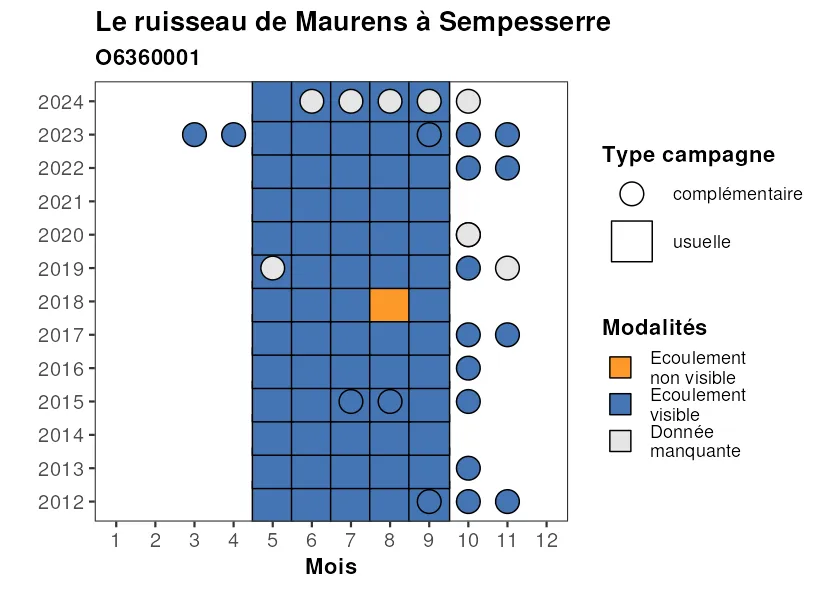 Le ruisseau de Maurens à Sempesserre
O6360001
2024
2023
2022
2021
2020
2019
2018
2017
2016
2015
2014
2013
2012
1 2 3 4 5 6 7 8 9 10 11 12
Mois
Type campagne
complémentaire
usuelle
Modalités
Ecoulement
non visible
Ecoulement
visible
Donnée
manquante